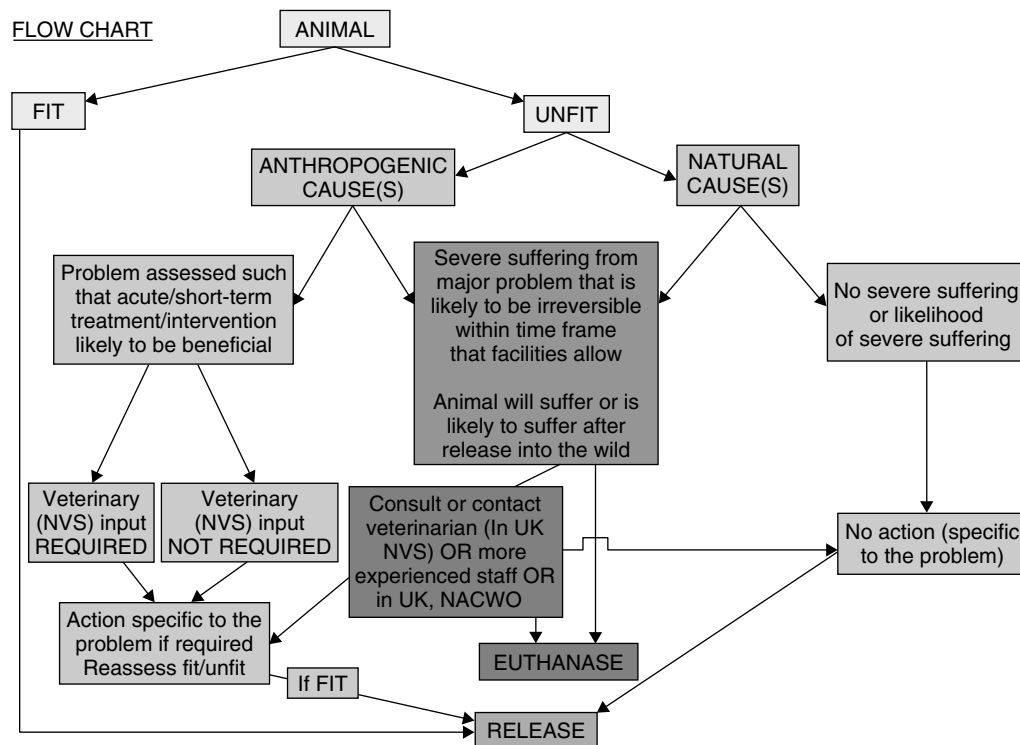 FLOW CHART
ANIMAL
FIT
UNFIT
ANTHROPOGENIC
CAUSE(S)
NATURAL
CAUSE(S)
Problem assessed such
that acute/short-term
treatment/intervention
likely to be beneficial
Severe suffering from
major problem that is
likely to be irreversible
within time frame
that facilities allow
Animal will suffer or is
likely to suffer after
release into the wild
No severe suffering
or likelihood
of severe suffering
Veterinary
(NVS) input
REQUIRED
Veterinary
(NVS) input
NOT REQUIRED
Consult or contact
veterinarian (In UK
NVS) OR more
experienced staff OR
in UK, NACWO
No action (specific
to the problem)
Action specific to the
problem if required
Reassess fit/unfit
If FIT
EUTHANASE
RELEASE